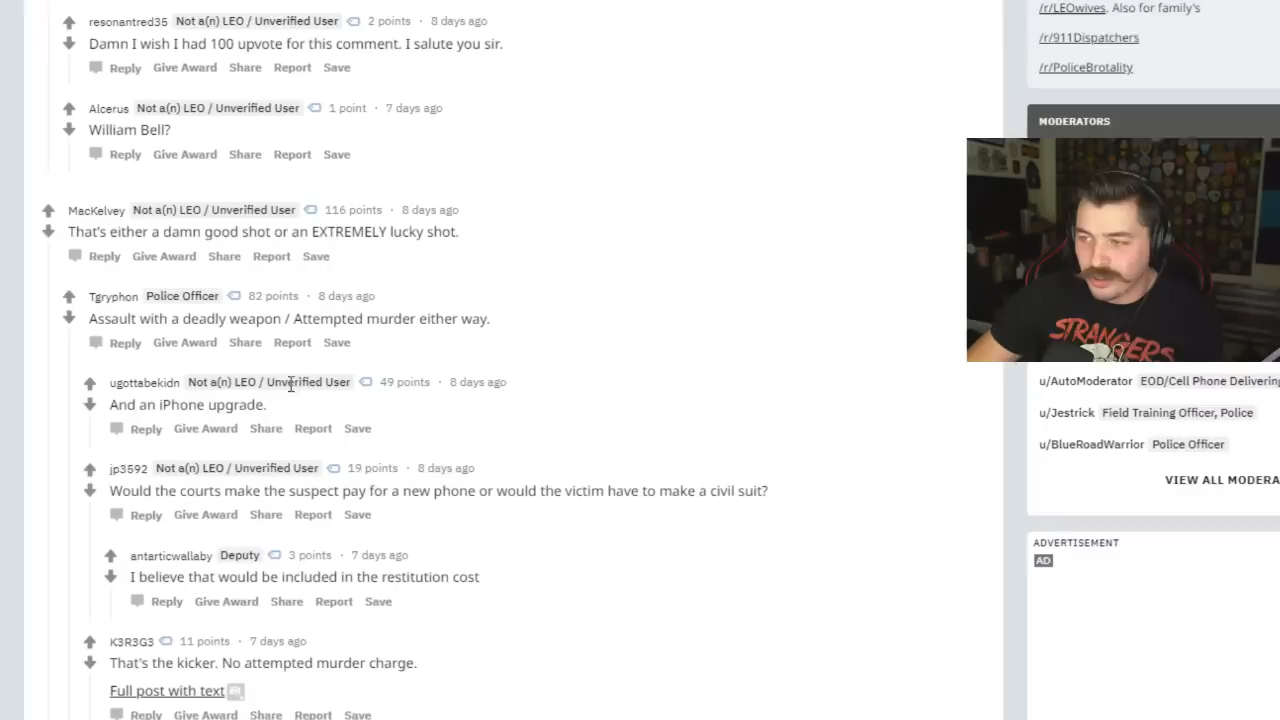 resonantred35 Not a(n) LEO / Unverified User 2 points · 8 days ago
Damn I wish I had 100 upvote for this comment. I salute you sir.
Reply Give Award Share Report Save
Alcerus Not a(n) LEO / Unverified User 1 point · 7 days ago
William Bell?
Reply Give Award Share Report Save
MacKelvey Not a(n) LEO / Unverified User 116 points · 8 days ago
That's either a damn good shot or an EXTREMELY lucky shot.
Reply Give Award Share Report Save
Tgryphon Police Officer 82 points · 8 days ago
Assault with a deadly weapon / Attempted murder either way.
Reply Give Award Share Report Save
ugottabekidn Not a(n) LEO / Unverified User 49 points · 8 days ago
And an iPhone upgrade.
Reply Give Award Share Report Save
jp3592 Not a(n) LEO / Unverified User 19 points · 8 days ago
Would the courts make the suspect pay for a new phone or would the victim have to make a civil suit?
Reply Give Award Share Report Save
antarticwallaby Deputy 3 points · 7 days ago
I believe that would be included in the restitution cost
Reply Give Award Share Report Save
K3R3G3 11 points · 7 days ago
That's the kicker. No attempted murder charge.
Full post with text
Reply Give Award Share Report Save
/r/LEOwives. Also for family's
/r/911Dispatchers
/r/PoliceBrotality
MODERATORS
STRANGERS
u/AutoModerator EOD/Cell Phone Delivering
u/Jestrick Field Training Officer, Police
u/BlueRoadWarrior Police Officer
VIEW ALL MODERA
ADVERTISEMENT
AD